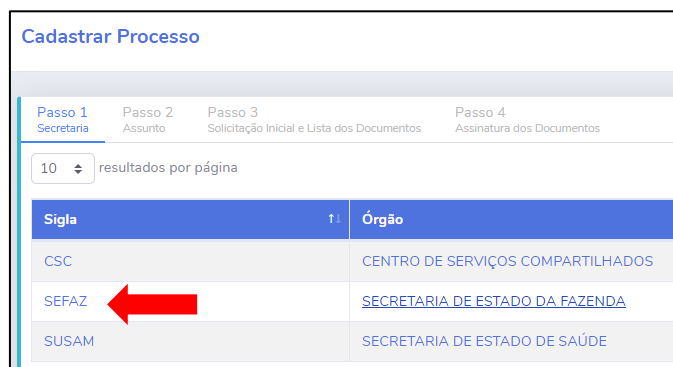 Cadastrar Processo
Passo 1 Passo 2 Passo 3 Passo 4
Secretaria Assunto Solicitação Inicial e Lista dos Documentos Assinatura dos Documentos
10 resultados por página
Sigla Órgão
CSC CENTRO DE SERVIÇOS COMPARTILHADOS
SEFAZ SECRETARIA DE ESTADO DA FAZENDA
SUSAM SECRETARIA DE ESTADO DE SAÚDE